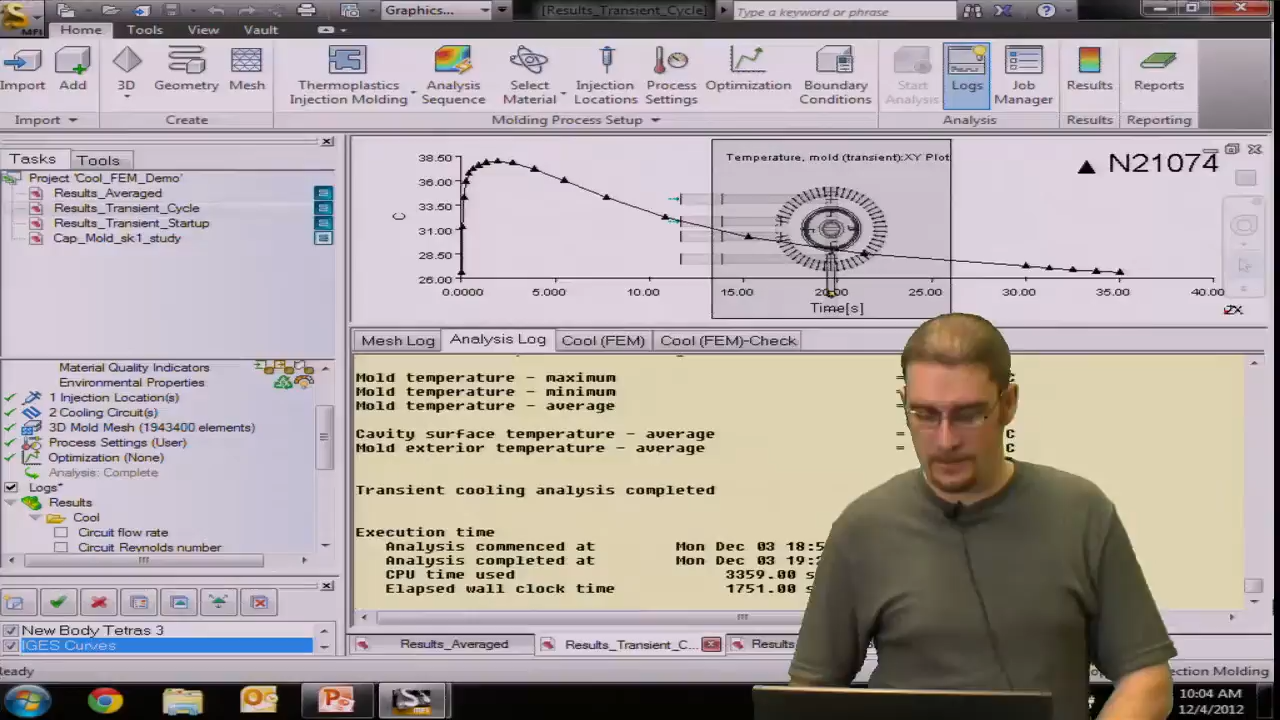 MFI
Graphics...
[Results_Transient_Cycle]
Type a keyword or phrase
Home
Tools
View
Vault
Import
Add
3D
Geometry
Mesh
Thermoplastics
Injection Molding
Analysis
Sequence
Select
Material
Injection
Locations
Process
Settings
Optimization
Boundary
Conditions
Start
Analysis
Logs
Job
Manager
Results
Reports
Import
Create
Molding Process Setup
Analysis
Results
Reporting
Tasks
Tools
Project 'Cool_FEM_Demo'
Results_Averaged
Results_Transient_Cycle
Results_Transient_Startup
Cap_Mold_sk1_study
Material Quality Indicators
Environmental Properties
1 Injection Location(s)
2 Cooling Circuit(s)
3D Mold Mesh (1943400 elements)
Process Settings (User)
Optimization (None)
Analysis: Complete
Logs*
Results
Cool
Circuit flow rate
Circuit Reynolds number
New Body Tetras 3
IGES Curves
Temperature, mold (transient):XY Plot
N21074
38.50
36.00
33.50
31.00
28.50
26.00
C
0.0000
5.000
10.00
15.00
20.00
25.00
30.00
35.00
40.00
Time[s]
Mesh Log
Analysis Log
Cool (FEM)
Cool (FEM)-Check
Mold temperature - maximum = C
Mold temperature - minimum =
Mold temperature - average =
Cavity surface temperature - average = C
Mold exterior temperature - average = C
Transient cooling analysis completed
Execution time
Analysis commenced at Mon Dec 03 18:5
Analysis completed at Mon Dec 03 19:
CPU time used 3359.00 s
Elapsed wall clock time 1751.00 s
Results_Averaged
Results_Transient_C...
Results
eady
ection Molding
10:04 AM
12/4/2012